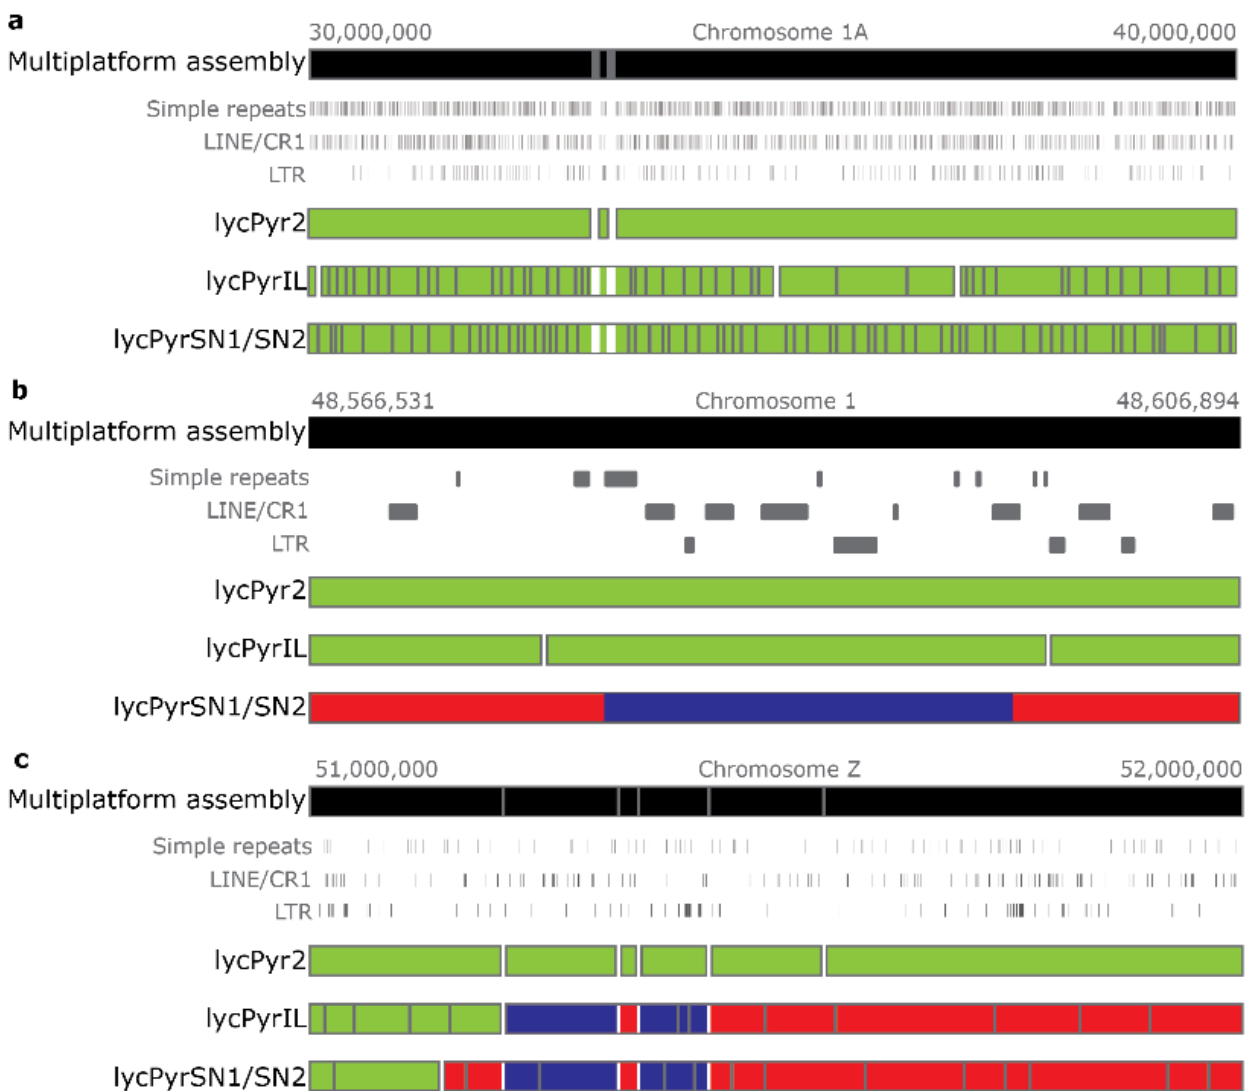 a
30,000,000 Chromosome 1A 40,000,000
Multiplatform assembly
Simple repeats
LINE/CR1
LTR
lycPyr2
lycPyrIL
lycPyrSN1/SN2
b
48,566,531 Chromosome 1 48,606,894
Multiplatform assembly
Simple repeats
LINE/CR1
LTR
lycPyr2
lycPyrIL
lycPyrSN1/SN2
c
51,000,000 Chromosome Z 52,000,000
Multiplatform assembly
Simple repeats
LINE/CR1
LTR
lycPyr2
lycPyrIL
lycPyrSN1/SN2